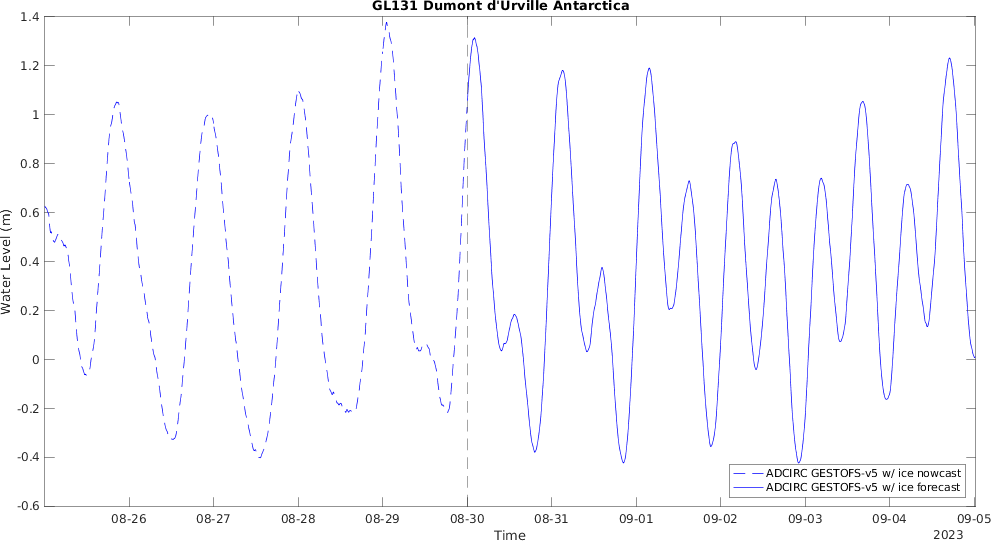 GL131 Dumont d'Urville Antarctica
1.4
1.2
1
0.8
0.6
0.4
0.2
0
-0.2
-0.4
-0.6
Water Level (m)
ADCIRC GESTOFS-v5 w/ ice nowcast
ADCIRC GESTOFS-v5 w/ ice forecast
08-26 08-27 08-28 08-29 08-30 08-31 09-01 09-02 09-03 09-04 09-05
Time
2023